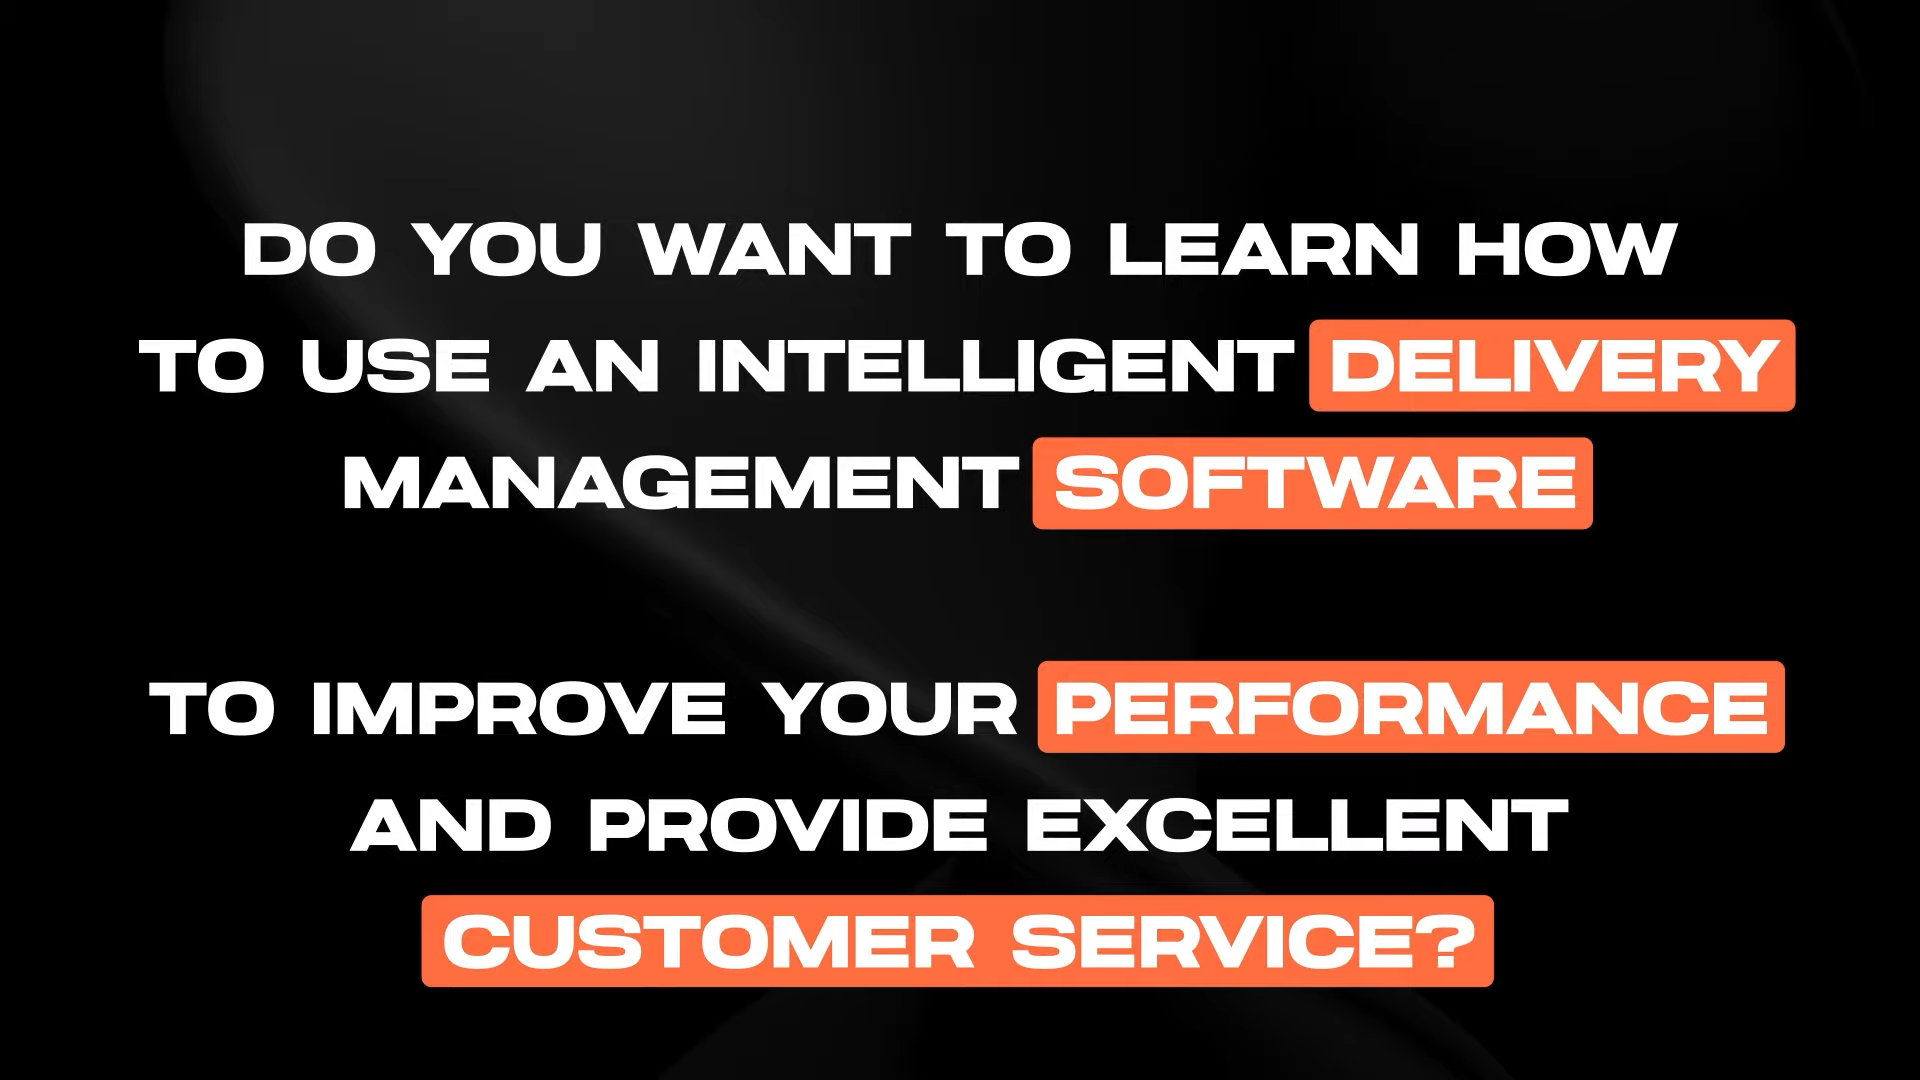 DO YOU WANT TO LEARN HOW
TO USE AN INTELLIGENT DELIVERY
MANAGEMENT SOFTWARE
TO IMPROVE YOUR PERFORMANCE
AND PROVIDE EXCELLENT
CUSTOMER SERVICE?